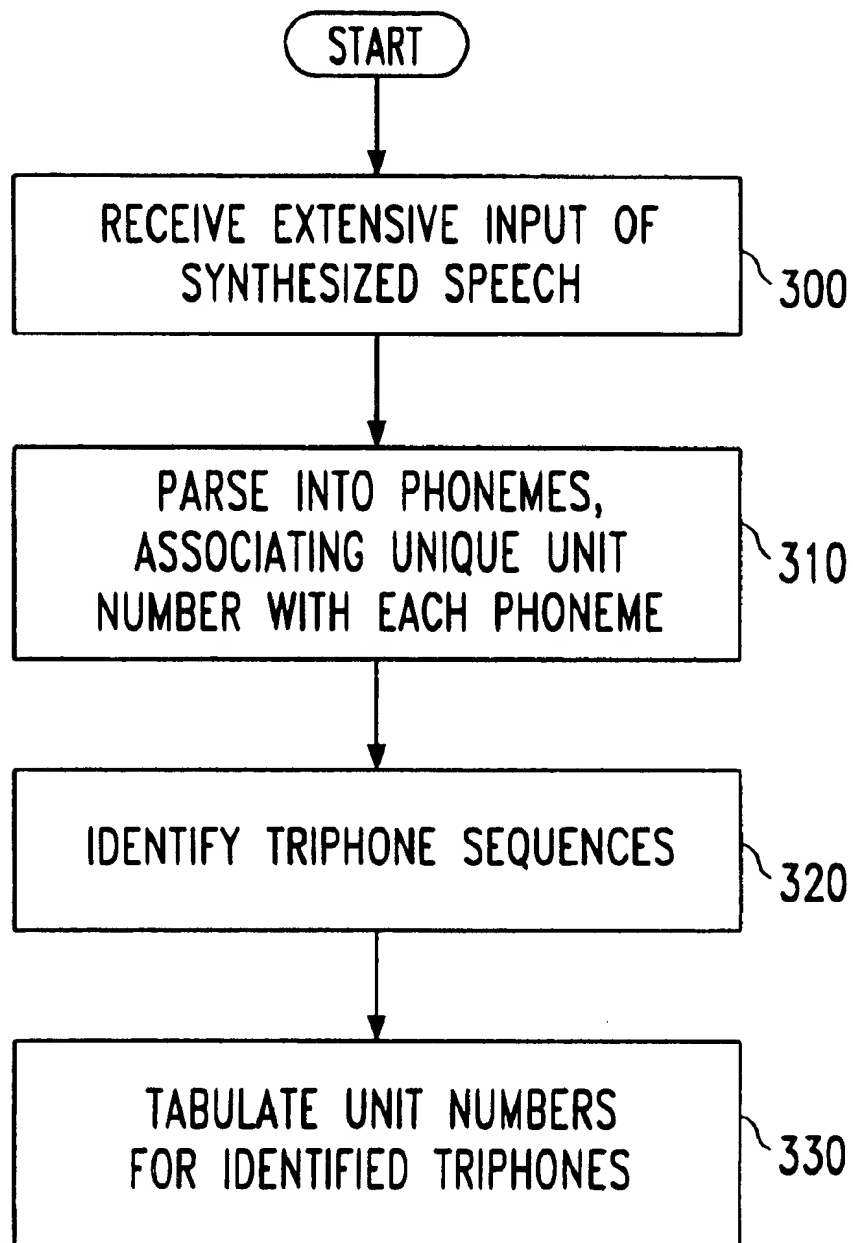 START
RECEIVE EXTENSIVE INPUT OF
SYNTHESIZED SPEECH
300
PARSE INTO PHONEMES,
ASSOCIATING UNIQUE UNIT
NUMBER WITH EACH PHONEME
310
IDENTIFY TRIPHONE SEQUENCES
320
TABULATE UNIT NUMBERS
FOR IDENTIFIED TRIPHONES
330